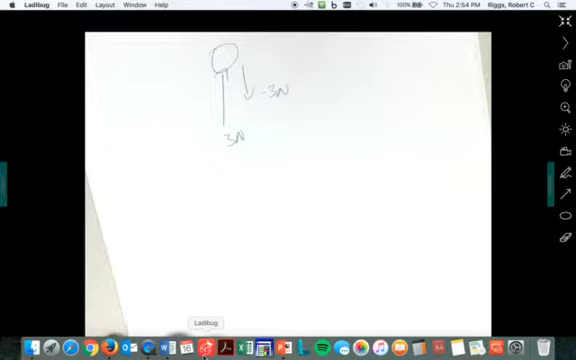 Ladibug File Edit Layout Window Help 100% Thu 2:54 PM Riggs, Robert C
-3N
3N
Ladibug